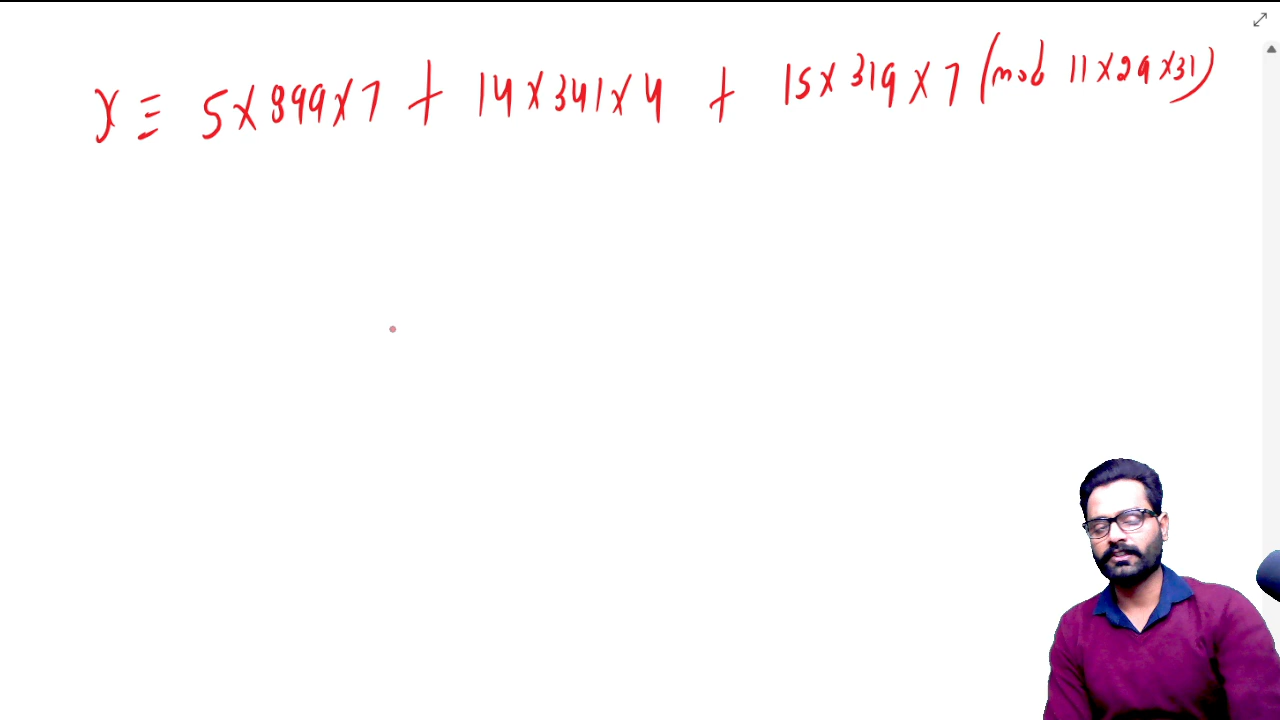 x ≡ 5 × 899 × 7 + 14 × 341 × 4 + 15 × 319 × 7 (mod 11 × 29 × 31)